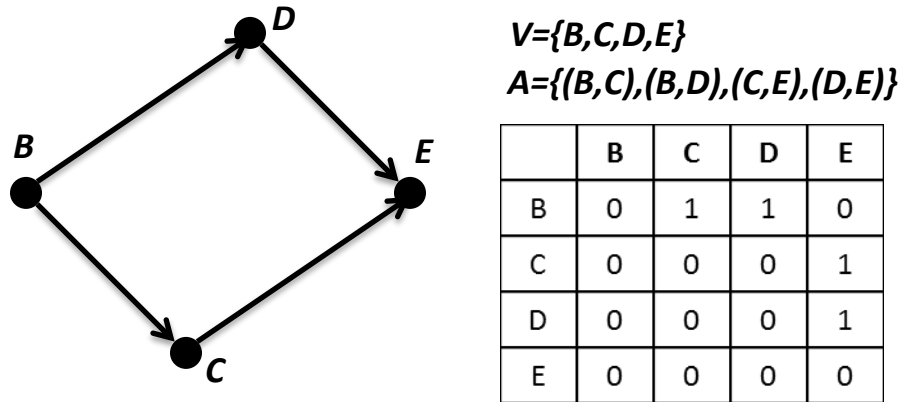 D
B
E
C
V={B,C,D,E}
A={(B,C),(B,D),(C,E),(D,E)}
B C D E
B 0 1 1 0
C 0 0 0 1
D 0 0 0 1
E 0 0 0 0